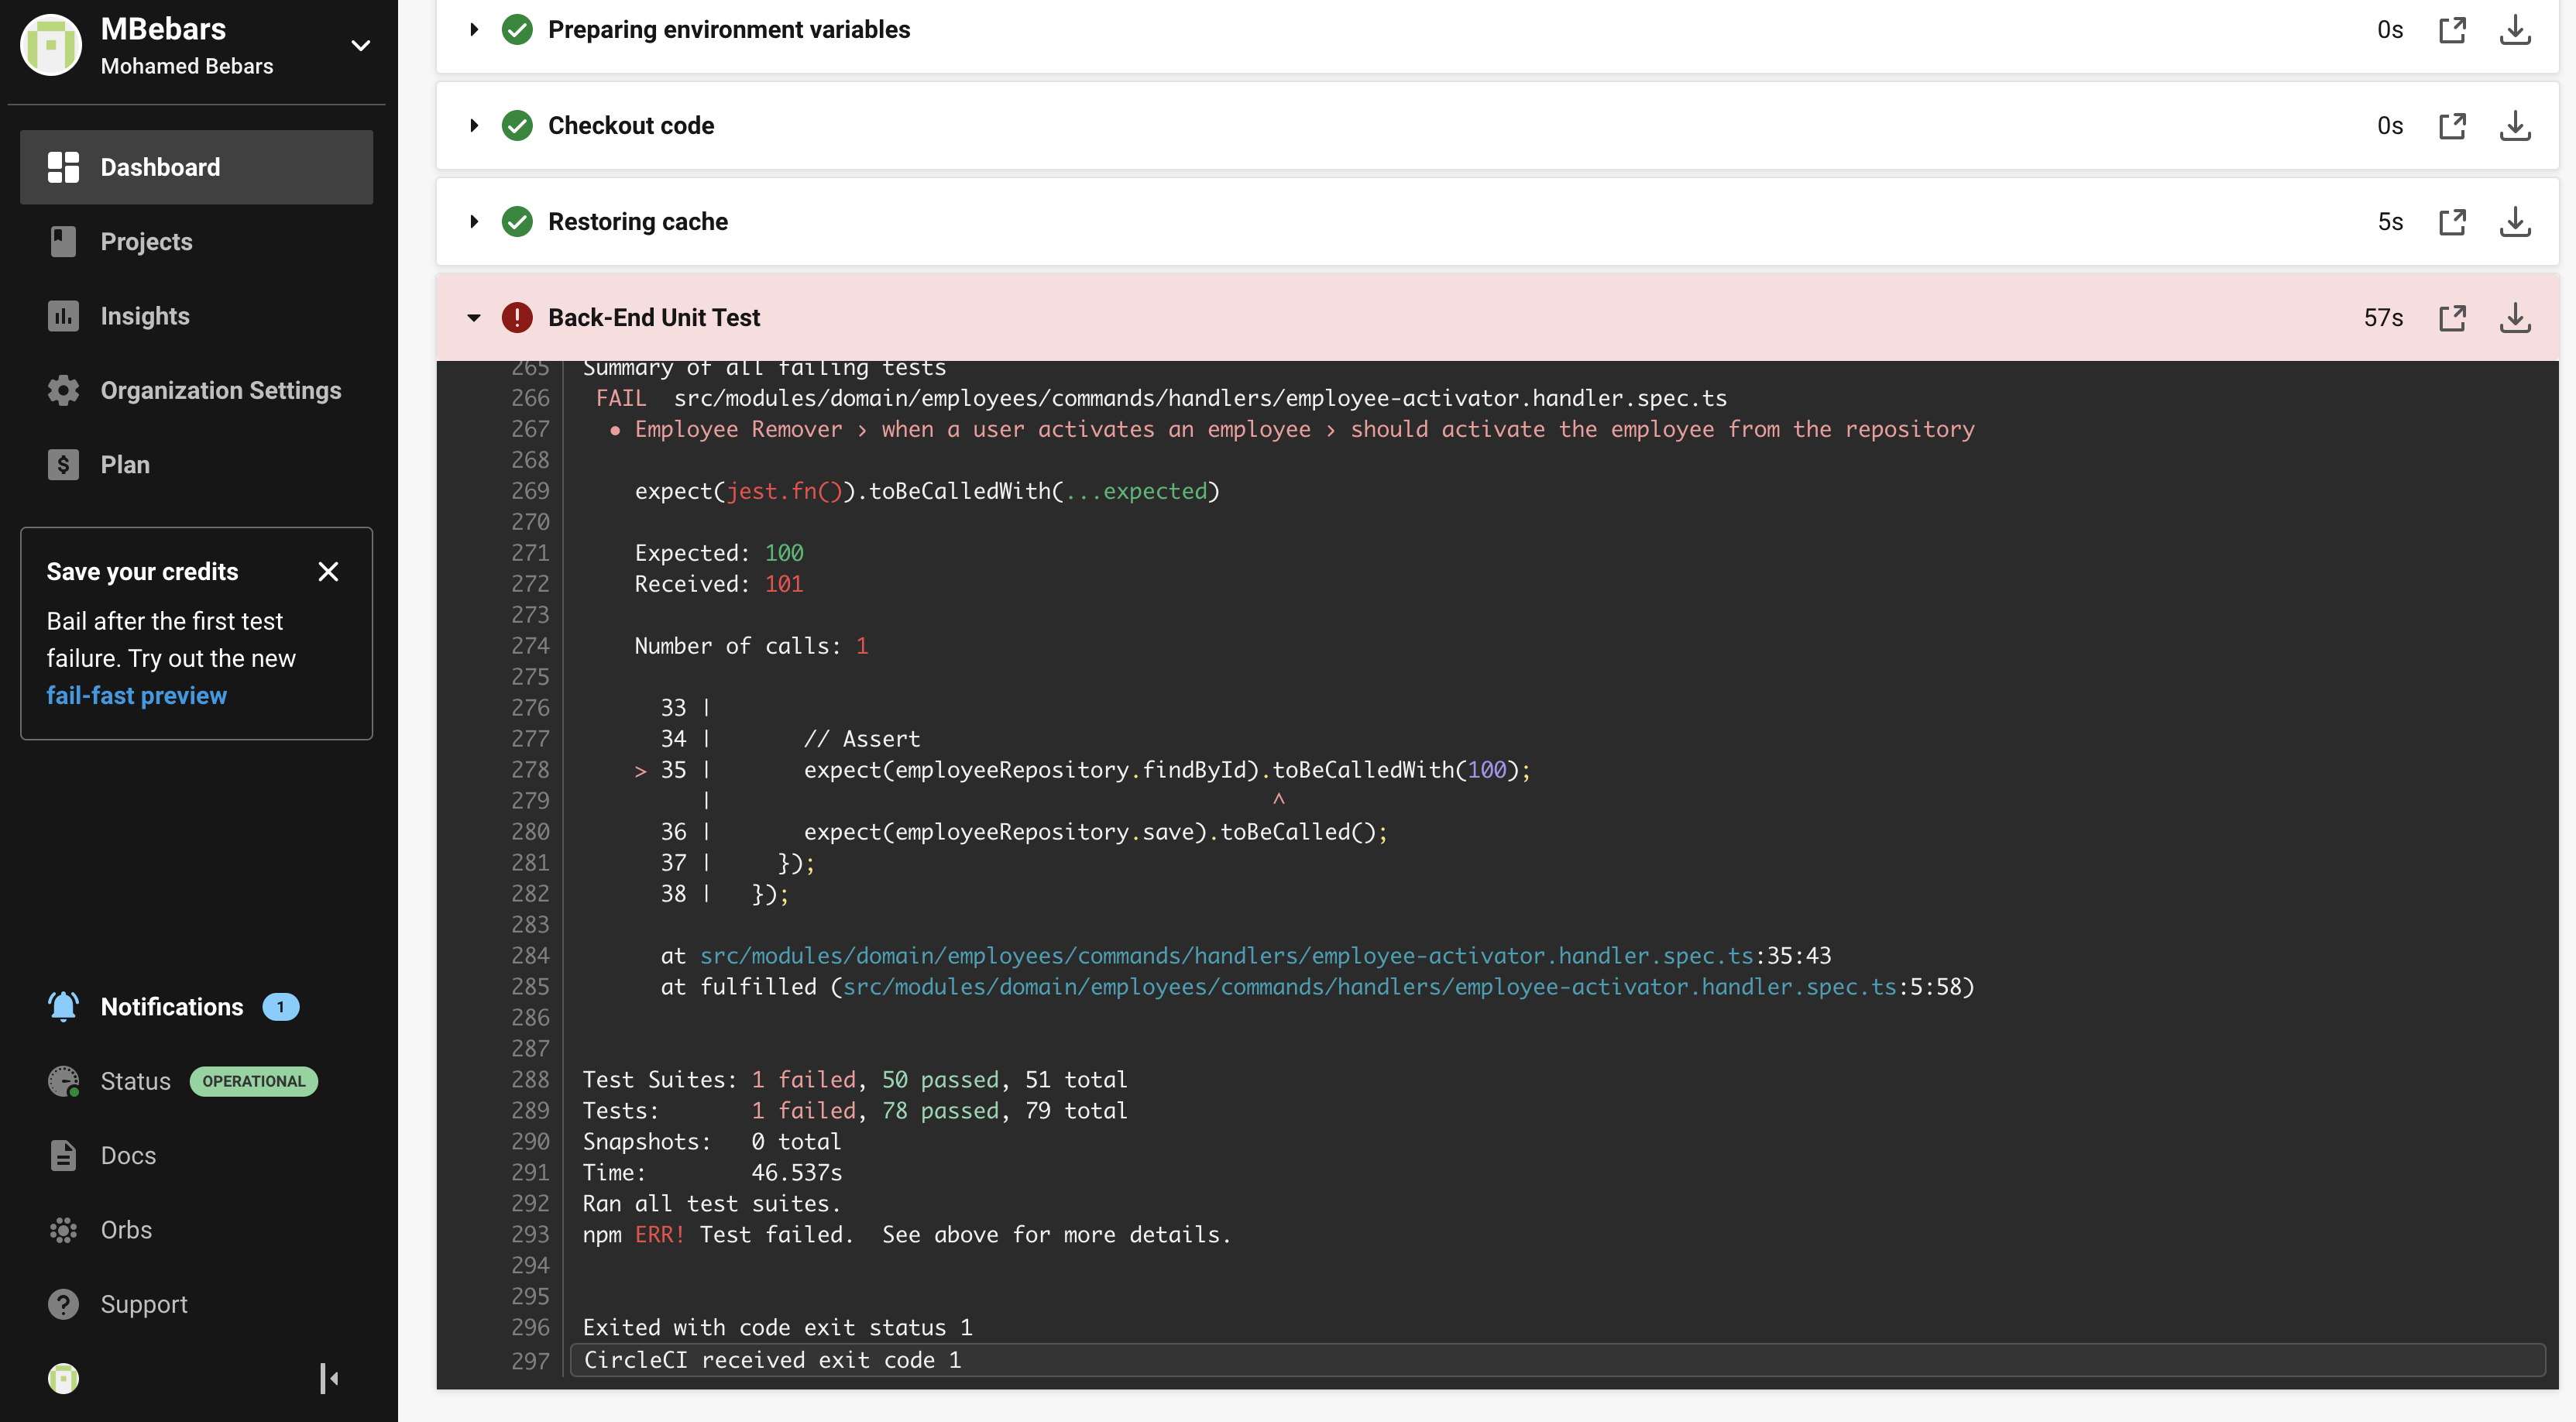 MBebars
Mohamed Bebars
Dashboard
Projects
Insights
Organization Settings
Plan
Save your credits
Bail after the first test
failure. Try out the new
fail-fast preview
Notifications 1
Status OPERATIONAL
Docs
Orbs
Support
Preparing environment variables 0s
Checkout code 0s
Restoring cache 5s
Back-End Unit Test 57s
265 Summary of all failing tests
266 FAIL src/modules/domain/employees/commands/handlers/employee-activator.handler.spec.ts
267 ● Employee Remover › when a user activates an employee › should activate the employee from the repository
268
269 expect(jest.fn()).toBeCalledWith(...expected)
270
271 Expected: 100
272 Received: 101
273
274 Number of calls: 1
275
276 33 |
277 34 | // Assert
278 > 35 | expect(employeeRepository.findById).toBeCalledWith(100);
279 | ^
280 36 | expect(employeeRepository.save).toBeCalled();
281 37 | });
282 38 | });
283
284 at src/modules/domain/employees/commands/handlers/employee-activator.handler.spec.ts:35:43
285 at fulfilled (src/modules/domain/employees/commands/handlers/employee-activator.handler.spec.ts:5:58)
286
287
288 Test Suites: 1 failed, 50 passed, 51 total
289 Tests: 1 failed, 78 passed, 79 total
290 Snapshots: 0 total
291 Time: 46.537s
292 Ran all test suites.
293 npm ERR! Test failed. See above for more details.
294
295
296 Exited with code exit status 1
297 CircleCI received exit code 1